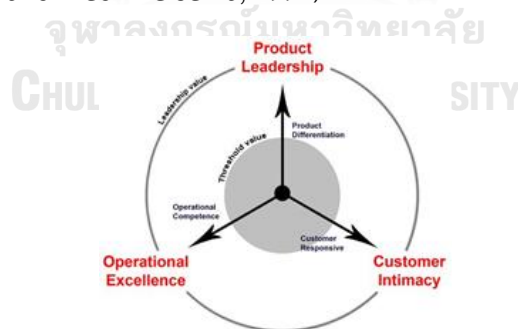 จุฬาลงกรณ์มหาวิทยาลัย
CHUL SITY
Product
Leadership
Leadership value
Product
Differentiation
Threshold value
Operational
Competence
Customer
Responsive
Operational
Excellence
Customer
Intimacy